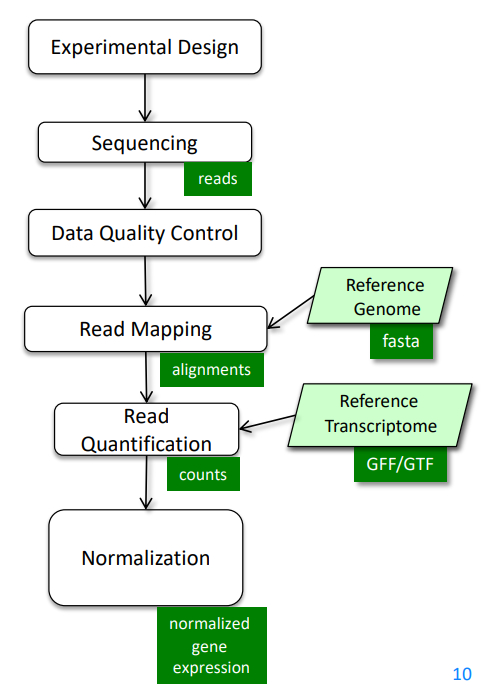 Experimental Design
Sequencing
reads
Data Quality Control
Reference
Genome
Read Mapping
fasta
alignments
Reference
Transcriptome
Read
Quantification
GFF/GTF
counts
Normalization
normalized
gene
expression
10